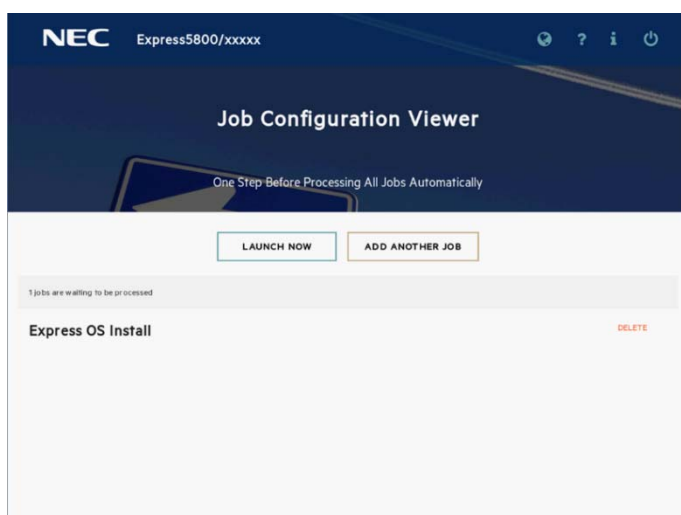 NEC Express5800/xxxxx ? i
Job Configuration Viewer
One Step Before Processing All Jobs Automatically
LAUNCH NOW ADD ANOTHER JOB
1 jobs are waiting to be processed
Express OS Install DELETE